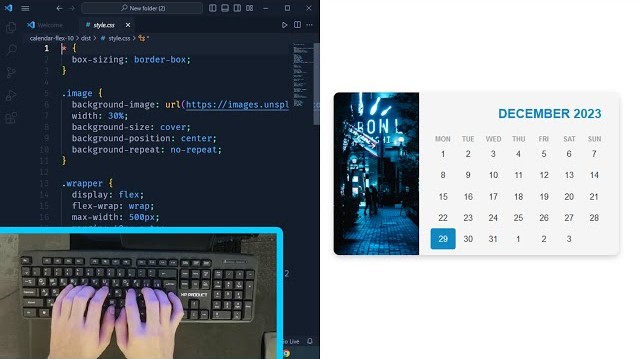 New folder (2)
Welcome
style.css
calendar-flex-10 > dist > style.css > *
1 * {
2 box-sizing: border-box;
3 }
4
5 .image {
6 background-image: url(https://images.unspl
7 width: 30%;
8 background-size: cover;
9 background-position: center;
10 background-repeat: no-repeat;
11 }
12
13 .wrapper {
14 display: flex;
15 flex-wrap: wrap;
16 max-width: 500px;
Go Live
HP PRODUCT
BOWL
DECEMBER 2023
MON TUE WED THU FRI SAT SUN
1 2 3 4 5 6 7
8 9 10 11 12 13 14
15 16 17 18 19 20 21
22 23 24 25 26 27 28
29 30 31 1 2 3